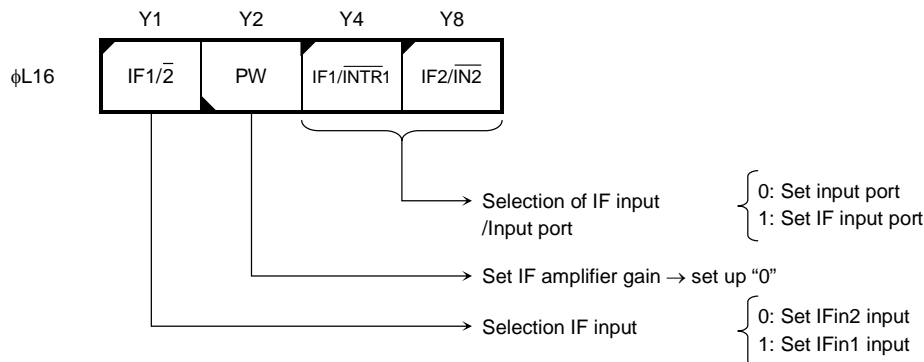 Y1 Y2 Y4 Y8
ϕL16 IF1/2̅ PW IF1/I̅N̅T̅R̅1 IF2/I̅N̅2̅
Selection of IF input
/Input port
0: Set input port
1: Set IF input port
Set IF amplifier gain → set up “0”
Selection IF input
0: Set IFin2 input
1: Set IFin1 input